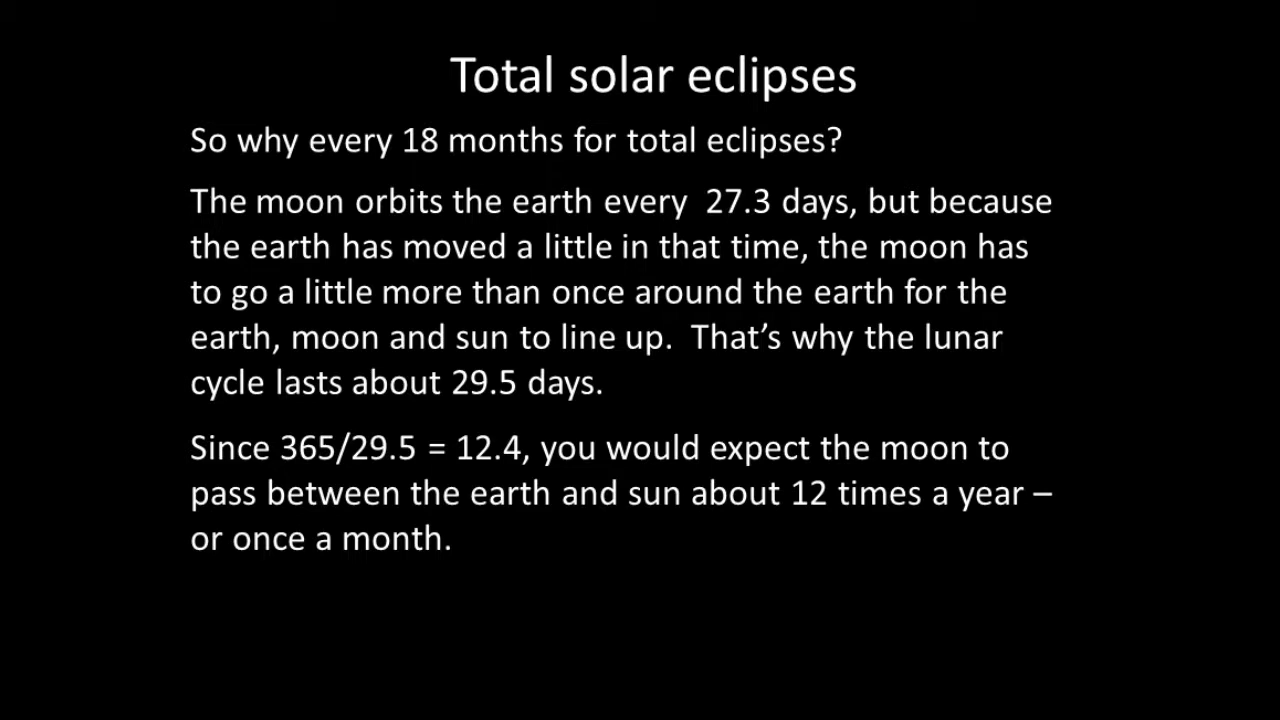 Total solar eclipses
So why every 18 months for total eclipses?
The moon orbits the earth every  27.3 days, but because
the earth has moved a little in that time, the moon has
to go a little more than once around the earth for the
earth, moon and sun to line up.  That’s why the lunar
cycle lasts about 29.5 days.
Since 365/29.5 = 12.4, you would expect the moon to
pass between the earth and sun about 12 times a year –
or once a month.